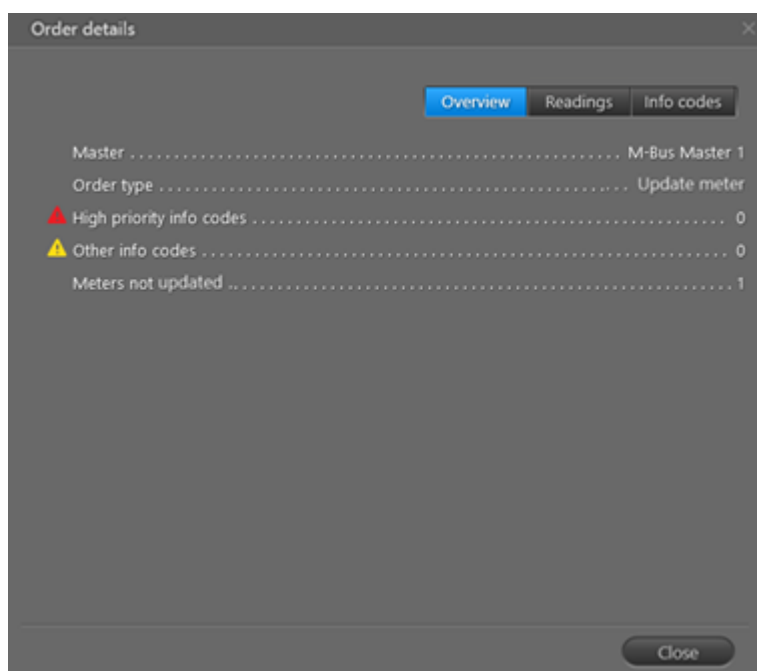 Order details
Overview Readings Info codes
Master ........................................................ M-Bus Master 1
Order type ........................................................ Update meter
High priority info codes ........................................................ 0
Other info codes ........................................................ 0
Meters not updated ........................................................ 1
Close